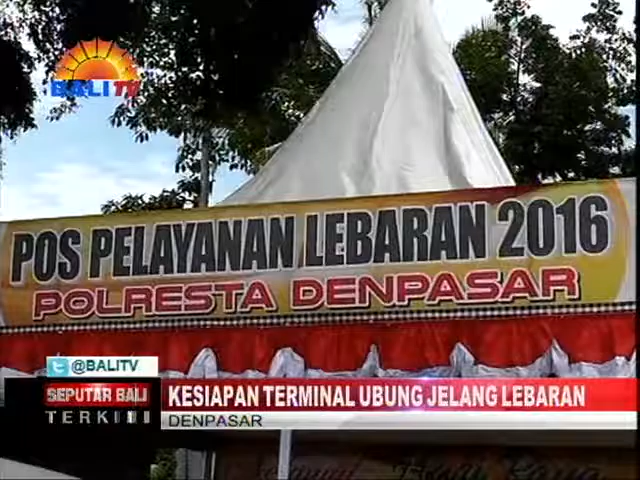 BALI TV
POS PELAYANAN LEBARAN 2016
POLRESTA DENPASAR
@BALITV
SEPUTAR BALI
TERKINI
KESIAPAN TERMINAL UBUNG JELANG LEBARAN
DENPASAR